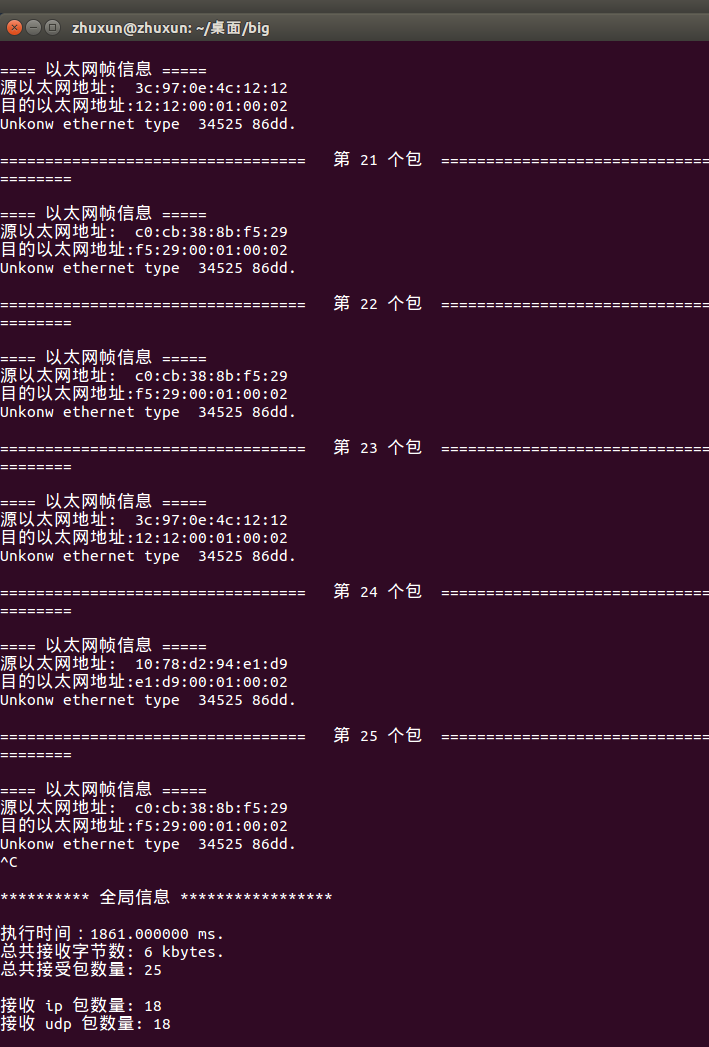 zhuxun@zhuxun: ~/桌面/big
==== 以太网帧信息 =====
源以太网地址:  3c:97:0e:4c:12:12
目的以太网地址:12:12:00:01:00:02
Unkonw ethernet type  34525 86dd.
==================================   第 21 个包  ==============================
========
==== 以太网帧信息 =====
源以太网地址:  c0:cb:38:8b:f5:29
目的以太网地址:f5:29:00:01:00:02
Unkonw ethernet type  34525 86dd.
==================================   第 22 个包  ==============================
========
==== 以太网帧信息 =====
源以太网地址:  c0:cb:38:8b:f5:29
目的以太网地址:f5:29:00:01:00:02
Unkonw ethernet type  34525 86dd.
==================================   第 23 个包  ==============================
========
==== 以太网帧信息 =====
源以太网地址:  3c:97:0e:4c:12:12
目的以太网地址:12:12:00:01:00:02
Unkonw ethernet type  34525 86dd.
==================================   第 24 个包  ==============================
========
==== 以太网帧信息 =====
源以太网地址:  10:78:d2:94:e1:d9
目的以太网地址:e1:d9:00:01:00:02
Unkonw ethernet type  34525 86dd.
==================================   第 25 个包  ==============================
========
==== 以太网帧信息 =====
源以太网地址:  c0:cb:38:8b:f5:29
目的以太网地址:f5:29:00:01:00:02
Unkonw ethernet type  34525 86dd.
^C
********** 全局信息 *****************
执行时间：1861.000000 ms.
总共接收字节数: 6 kbytes.
总共接受包数量: 25
接收 ip 包数量: 18
接收 udp 包数量: 18